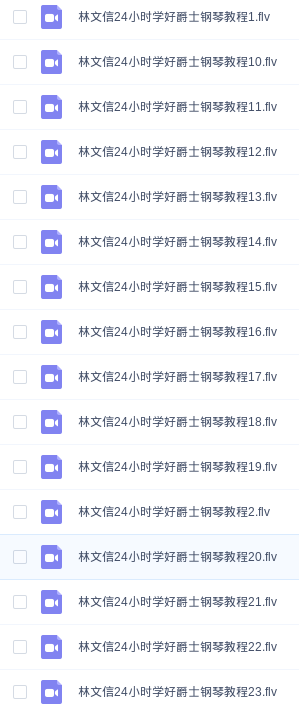 林文信24小时学好爵士钢琴教程1.flv
林文信24小时学好爵士钢琴教程10.flv
林文信24小时学好爵士钢琴教程11.flv
林文信24小时学好爵士钢琴教程12.flv
林文信24小时学好爵士钢琴教程13.flv
林文信24小时学好爵士钢琴教程14.flv
林文信24小时学好爵士钢琴教程15.flv
林文信24小时学好爵士钢琴教程16.flv
林文信24小时学好爵士钢琴教程17.flv
林文信24小时学好爵士钢琴教程18.flv
林文信24小时学好爵士钢琴教程19.flv
林文信24小时学好爵士钢琴教程2.flv
林文信24小时学好爵士钢琴教程20.flv
林文信24小时学好爵士钢琴教程21.flv
林文信24小时学好爵士钢琴教程22.flv
林文信24小时学好爵士钢琴教程23.flv